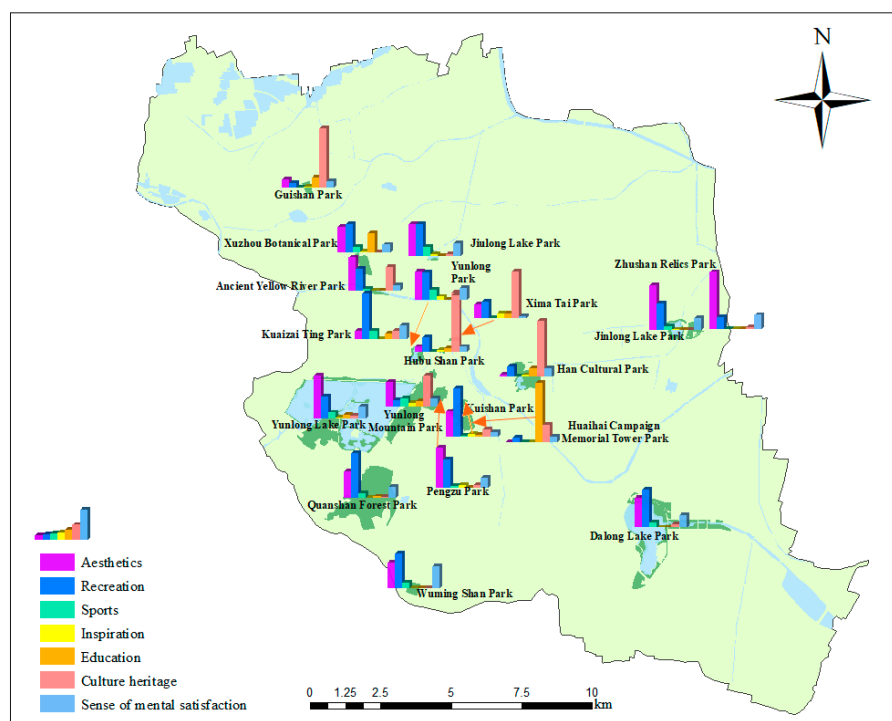 N
Guishan Park
Xuzhou Botanical Park
Jiulong Lake Park
Zhushan Relics Park
Yunlong
Park
Ancient Yellow River Park
Xima Tai Park
Kuaizai Ting Park
Jinlong Lake Park
Hubu Shan Park
Han Cultural Park
Kuishan Park
Yunlong Lake Park
Yunlong
Mountain Park
Huaihai Campaign
Memorial Tower Park
Pengzu Park
Quanshan Forest Park
Dalong Lake Park
Wuming Shan Park
Aesthetics
Recreation
Sports
Inspiration
Education
Culture heritage
Sense of mental satisfaction
0 1.25 2.5 5 7.5 10
km